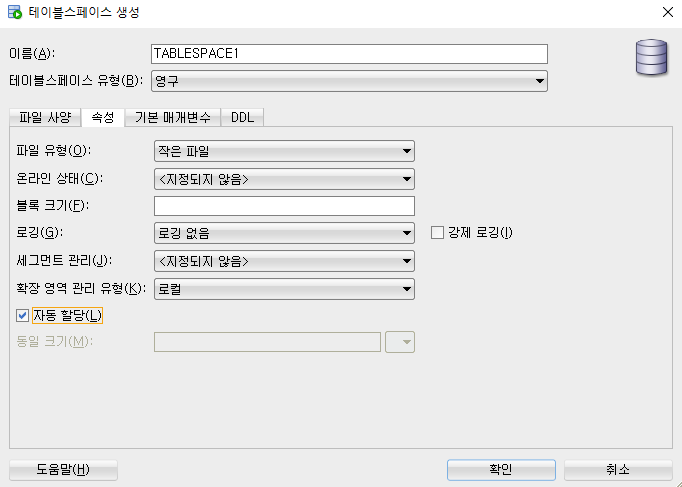 테이블스페이스 생성
이름(A): TABLESPACE1
테이블스페이스 유형(B): 영구
파일 사양 속성 기본 매개변수 DDL
파일 유형(O): 작은 파일
온라인 상태(C): <지정되지 않음>
블록 크기(F):
로깅(G): 로깅 없음 강제 로깅(I)
세그먼트 관리(J): <지정되지 않음>
확장 영역 관리 유형(K): 로컬
자동 할당(L)
동일 크기(M):
도움말(H) 확인 취소